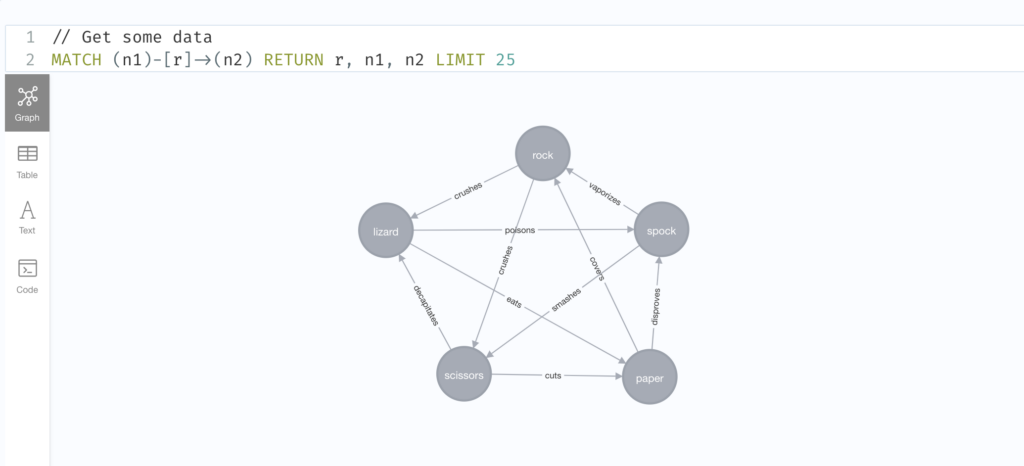 1 // Get some data
2 MATCH (n1)-[r]→(n2) RETURN r, n1, n2 LIMIT 25
Graph
Table
Text
Code
rock
crushes
vaporizes
lizard
poisons
spock
crushes
covers
eats
smashes
decapitates
disproves
scissors
cuts
paper